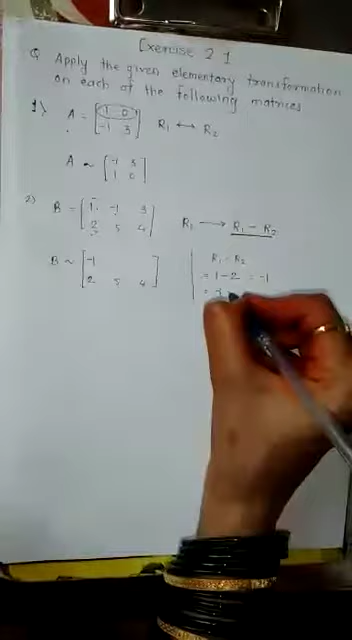 Exercise 2.1
Q Apply the given elementary transformation
on each of the following matrices
1) A = [1 0
-1 3] R₁ ↔ R₂
A ~ [-1 3
1 0]
2) B = [1 -1 3
2 5 4] R₁ → R₁ - R₂
B ~ [-1
2 5 4]
R₁ - R₂
= 1 - 2 = -1
=